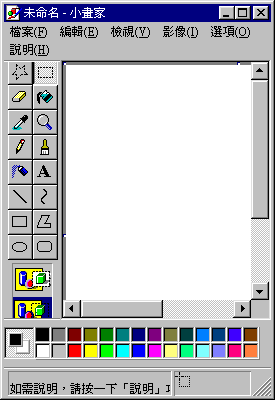 未命名 - 小畫家
檔案(F) 編輯(E) 檢視(V) 影像(I) 選項(O)
說明(H)
A
如需說明，請按一下「說明」功